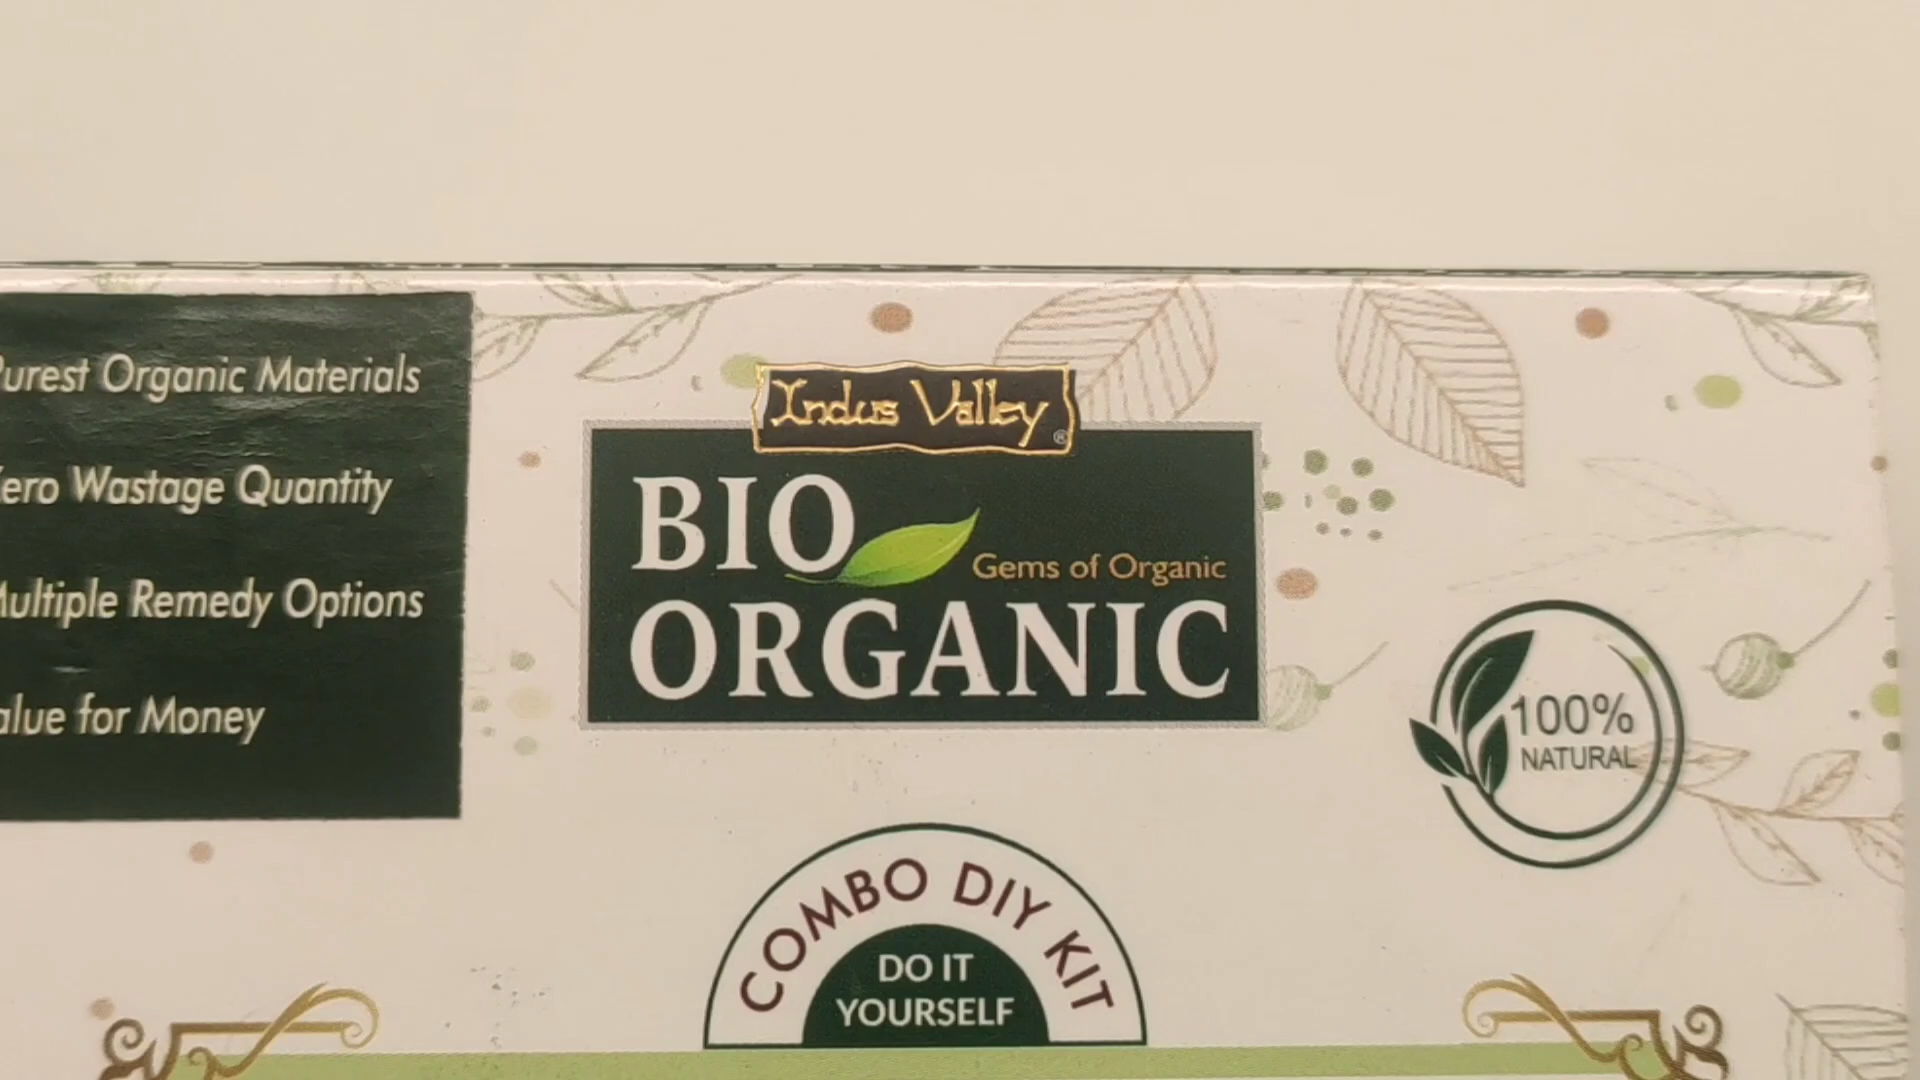 urest Organic Materials
ero Wastage Quantity
ultiple Remedy Options
alue for Money
Indus Valley®
BIO
Gems of Organic
ORGANIC
100%
NATURAL
COMBO DIY KIT
DO IT
YOURSELF